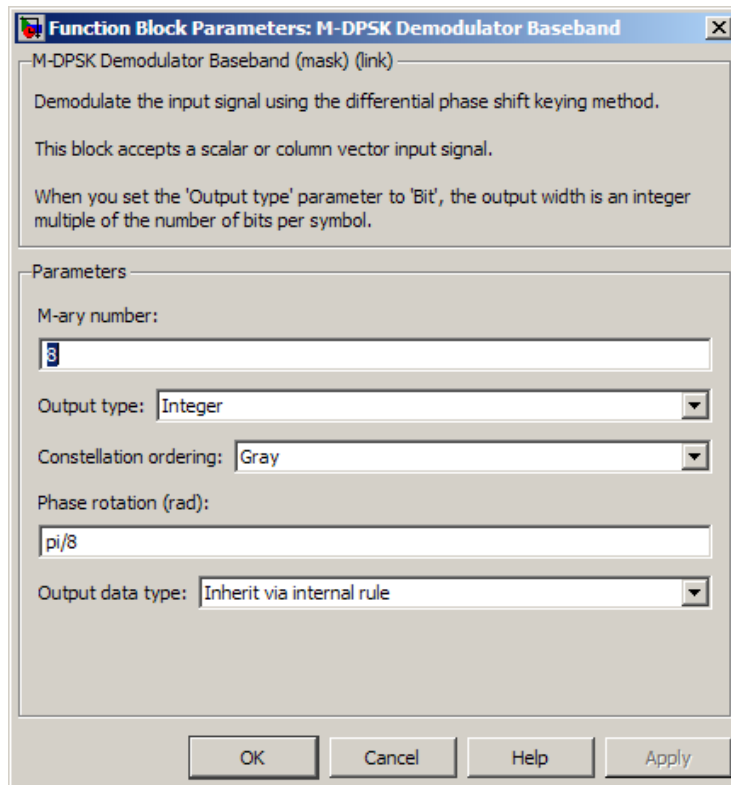 Function Block Parameters: M-DPSK Demodulator Baseband
M-DPSK Demodulator Baseband (mask) (link)
Demodulate the input signal using the differential phase shift keying method.
This block accepts a scalar or column vector input signal.
When you set the 'Output type' parameter to 'Bit', the output width is an integer
multiple of the number of bits per symbol.
Parameters
M-ary number:
8
Output type: Integer
Constellation ordering: Gray
Phase rotation (rad):
pi/8
Output data type: Inherit via internal rule
OK Cancel Help Apply